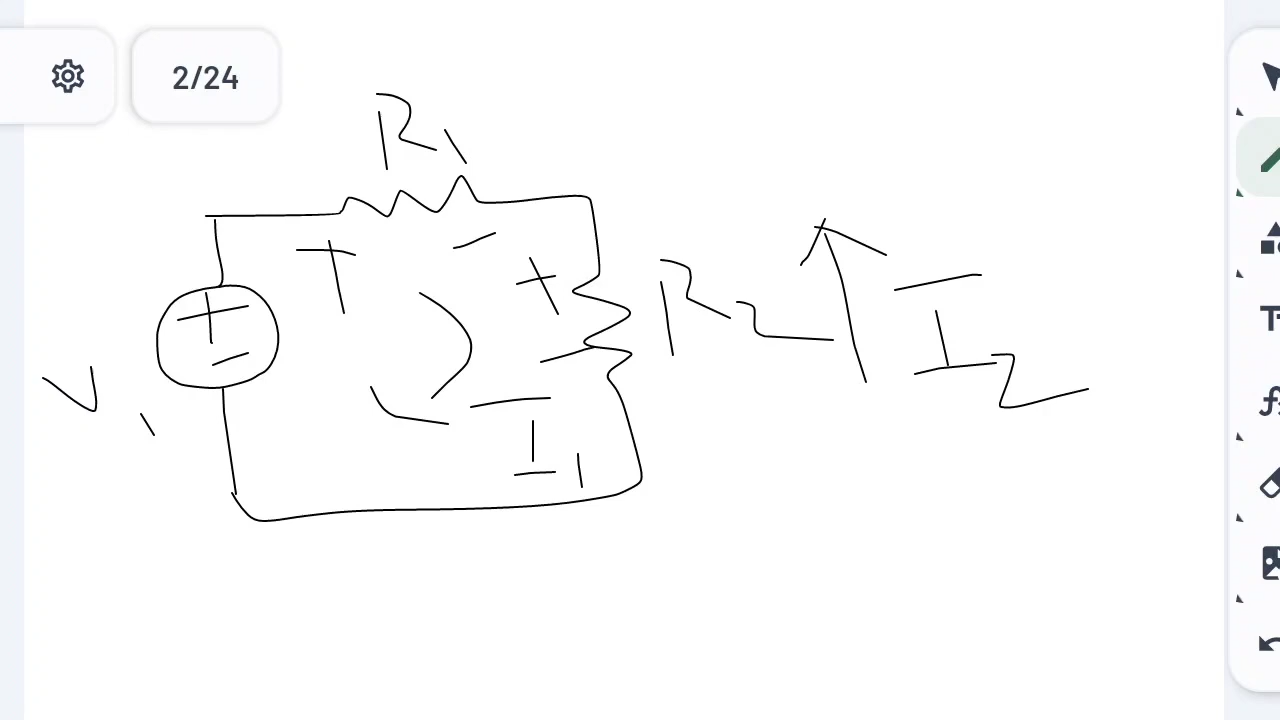 2/24
R1
+ -
+
-
+
-
R2
I2
V1
I1